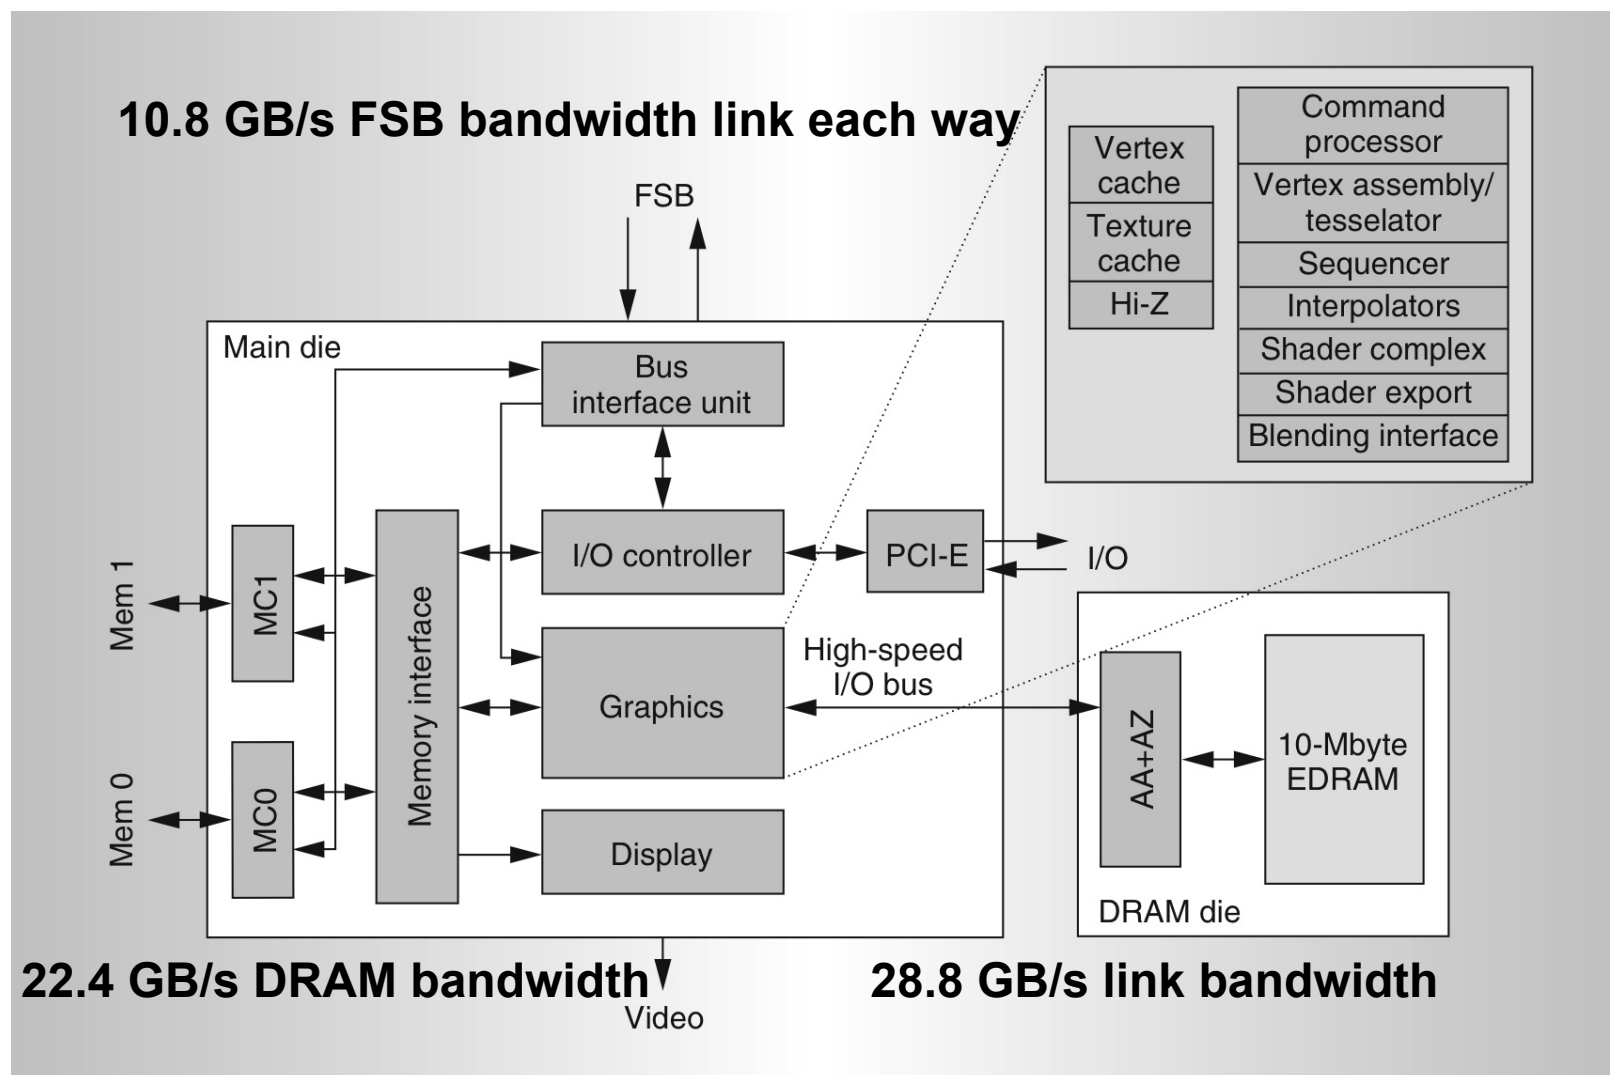 10.8 GB/s FSB bandwidth link each way
FSB
Main die
Bus
interface unit
I/O controller
PCI-E
I/O
Graphics
High-speed
I/O bus
Display
Memory interface
MC1
MC0
Mem 1
Mem 0
Vertex
cache
Texture
cache
Hi-Z
Command
processor
Vertex assembly/
tesselator
Sequencer
Interpolators
Shader complex
Shader export
Blending interface
AA+AZ
10-Mbyte
EDRAM
DRAM die
22.4 GB/s DRAM bandwidth
Video
28.8 GB/s link bandwidth